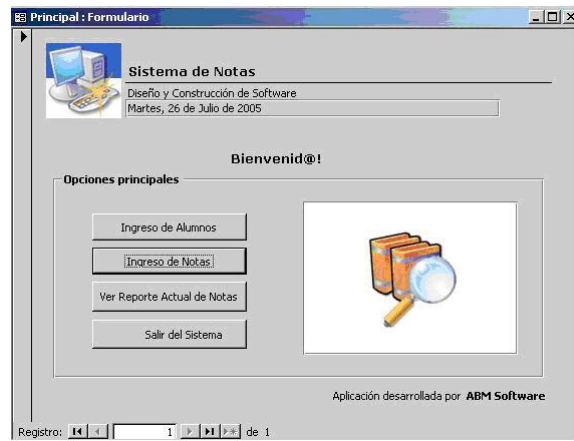 Principal : Formulario
Sistema de Notas
Diseño y Construcción de Software
Martes, 26 de Julio de 2005
Bienvenid@!
Opciones principales
Ingreso de Alumnos
Ingreso de Notas
Ver Reporte Actual de Notas
Salir del Sistema
Aplicación desarrollada por ABM Software
Registro: 1 de 1